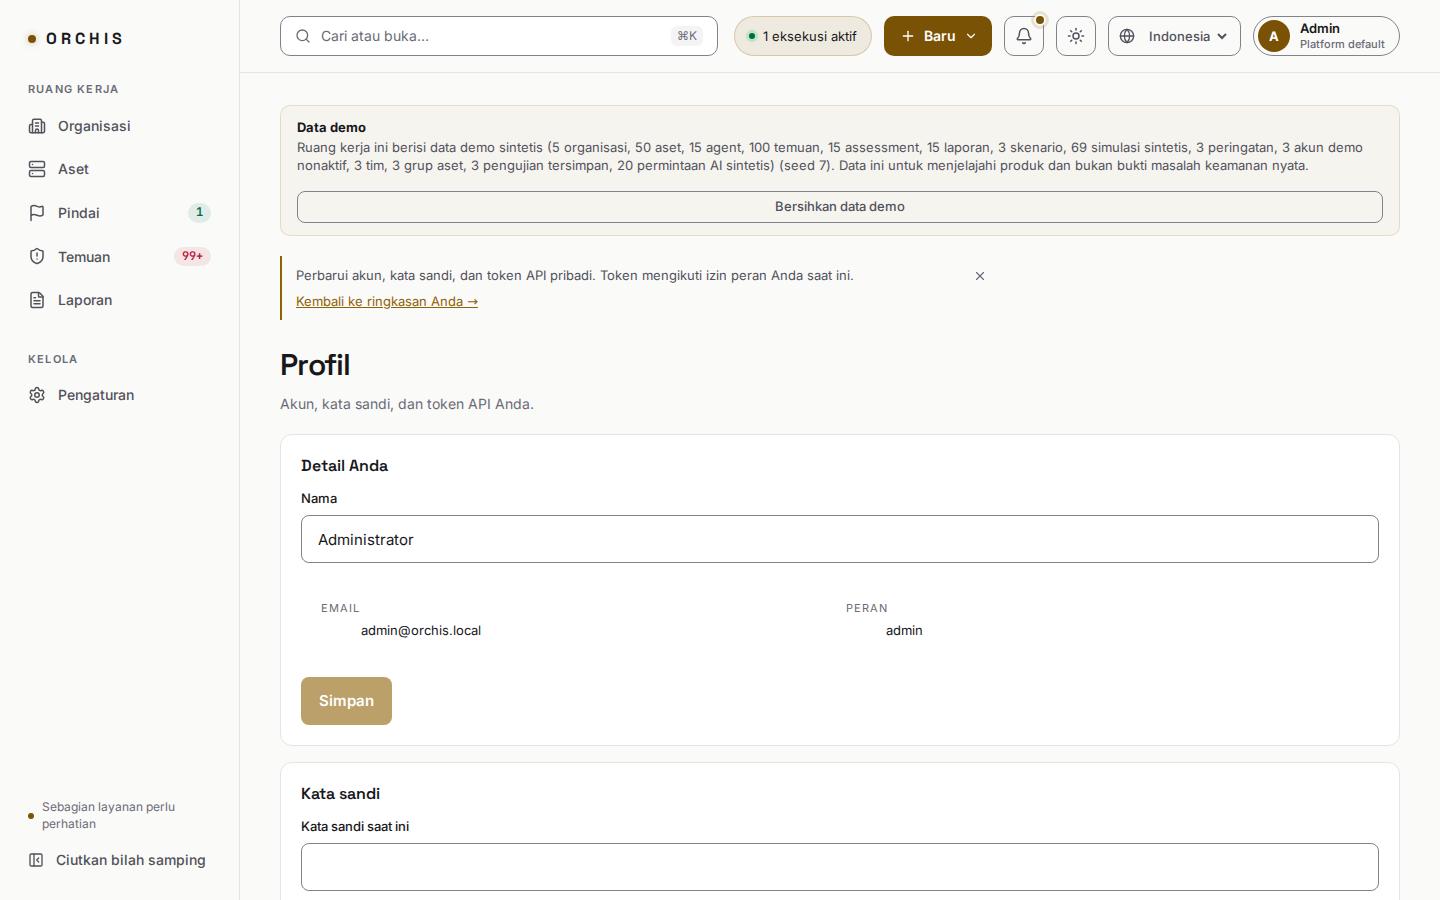 ORCHIS
RUANG KERJA
Organisasi
Aset
Pindai
1
Temuan
99+
Laporan
KELOLA
Pengaturan
Sebagian layanan perlu
perhatian
Ciutkan bilah samping
Cari atau buka...
⌘K
1 eksekusi aktif
Baru
Indonesia
A
Admin
Platform default
Data demo
Ruang kerja ini berisi data demo sintetis (5 organisasi, 50 aset, 15 agent, 100 temuan, 15 assessment, 15 laporan, 3 skenario, 69 simulasi sintetis, 3 peringatan, 3 akun demo
nonaktif, 3 tim, 3 grup aset, 3 pengujian tersimpan, 20 permintaan AI sintetis) (seed 7). Data ini untuk menjelajahi produk dan bukan bukti masalah keamanan nyata.
Bersihkan data demo
Perbarui akun, kata sandi, dan token API pribadi. Token mengikuti izin peran Anda saat ini.
Kembali ke ringkasan Anda →
Profil
Akun, kata sandi, dan token API Anda.
Detail Anda
Nama
Administrator
EMAIL
admin@orchis.local
PERAN
admin
Simpan
Kata sandi
Kata sandi saat ini